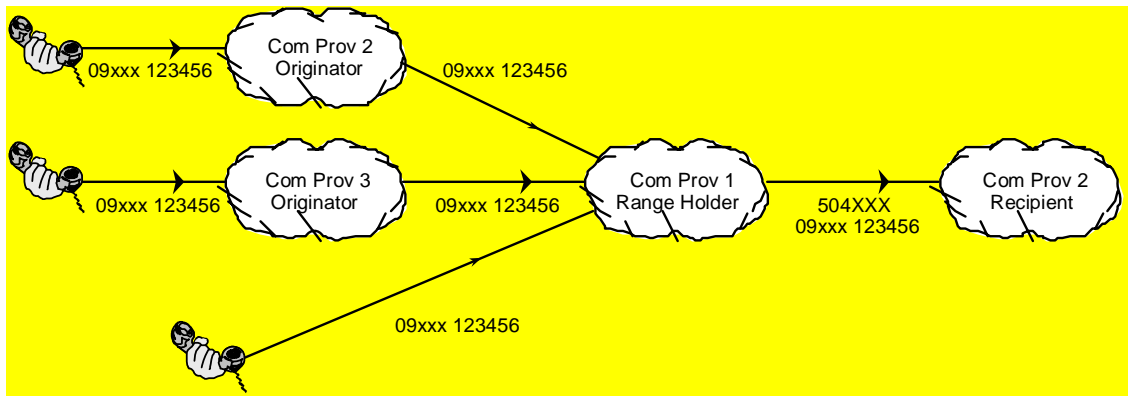 Com Prov 2
Originator
09xxx 123456
09xxx 123456
Com Prov 3
Originator
09xxx 123456
09xxx 123456
Com Prov 1
Range Holder
504XXX
09xxx 123456
Com Prov 2
Recipient
09xxx 123456